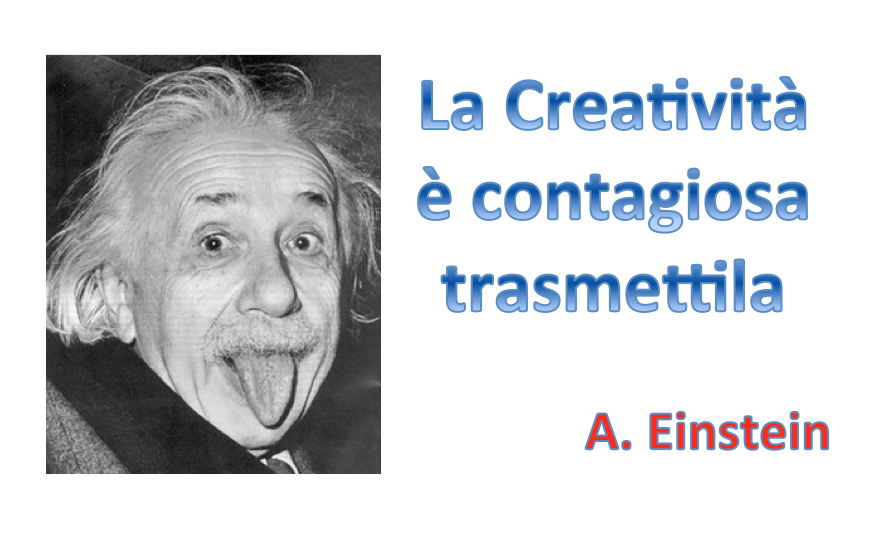 La Creatività
è contagiosa
trasmettila
A. Einstein